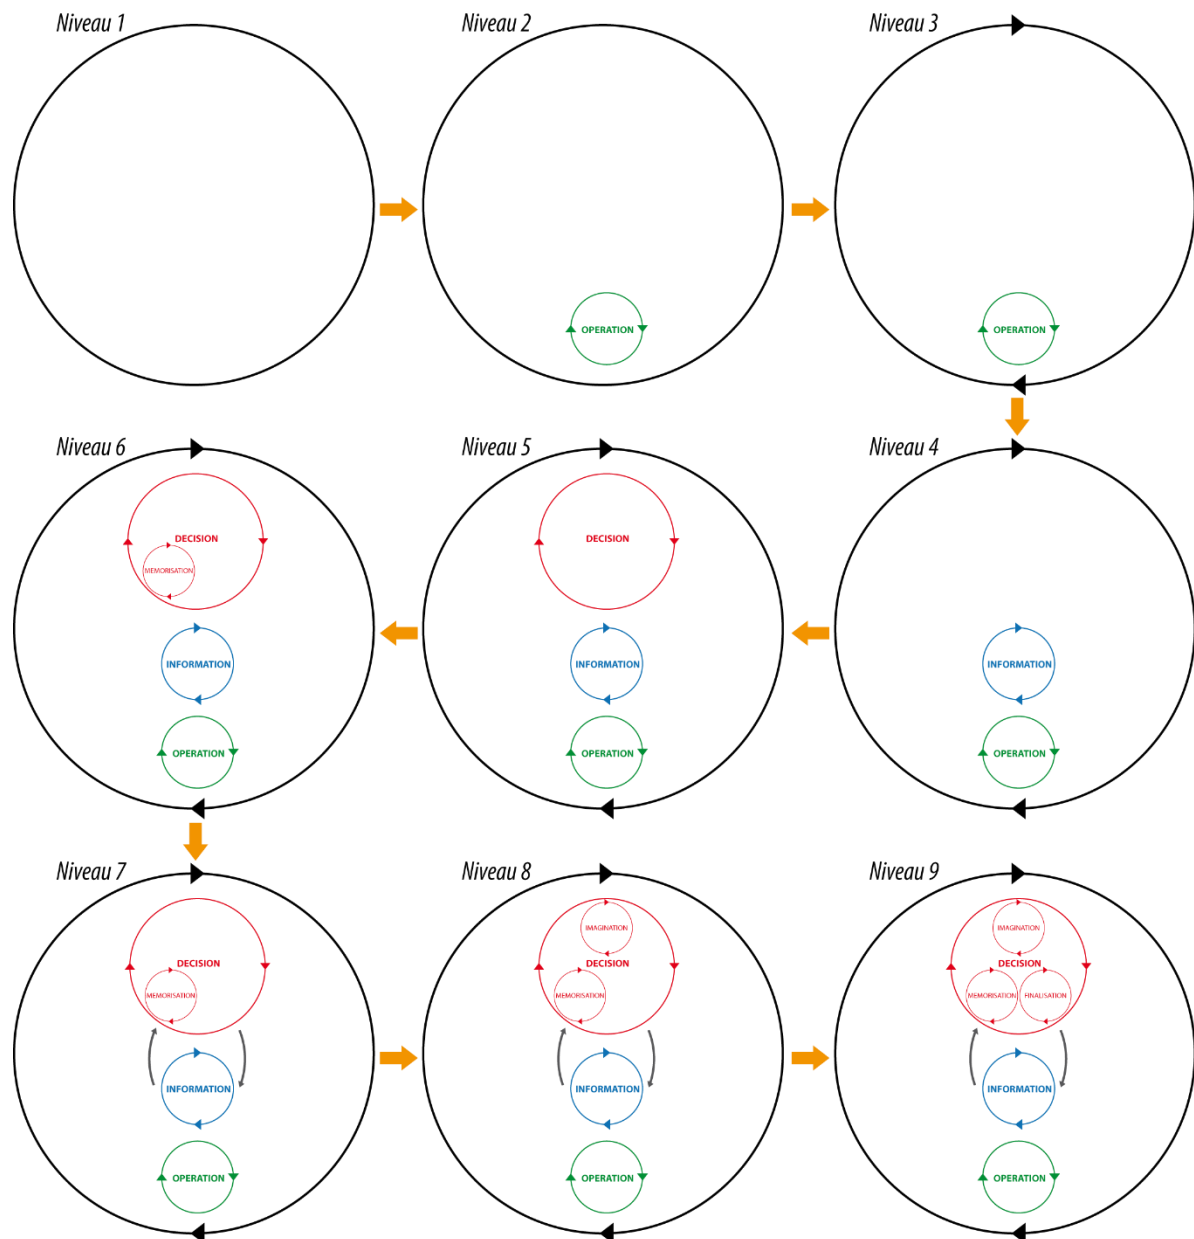 Niveau 1
Niveau 2
OPERATION
Niveau 3
OPERATION
Niveau 6
DECISION
MEMORISATION
INFORMATION
OPERATION
Niveau 5
DECISION
INFORMATION
OPERATION
Niveau 4
INFORMATION
OPERATION
Niveau 7
DECISION
MEMORISATION
INFORMATION
OPERATION
Niveau 8
IMAGINATION
DECISION
MEMORISATION
INFORMATION
OPERATION
Niveau 9
IMAGINATION
DECISION
MEMORISATION
FINALISATION
INFORMATION
OPERATION